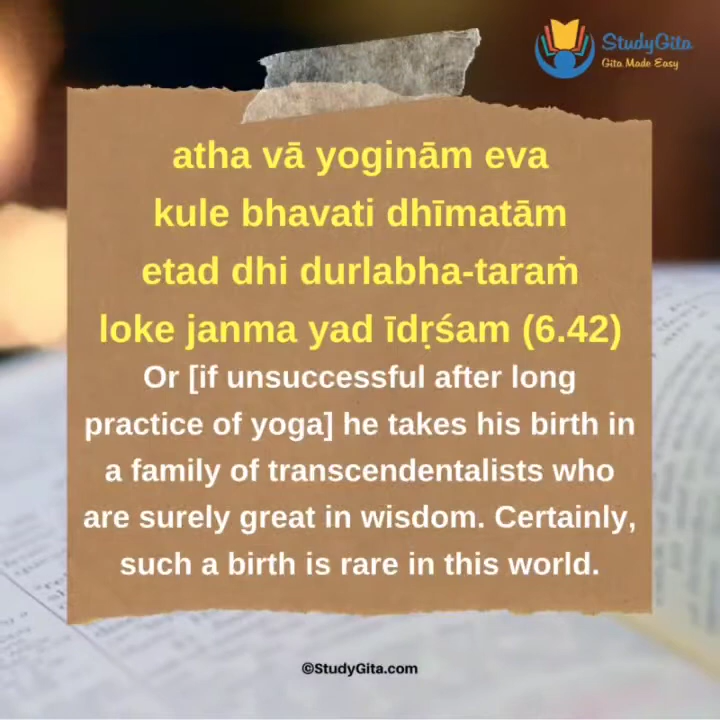 StudyGita
Gita Made Easy
atha vā yoginām eva
kule bhavati dhīmatām
etad dhi durlabha-taraṁ
loke janma yad īdṛśam (6.42)
Or [if unsuccessful after long
practice of yoga] he takes his birth in
a family of transcendentalists who
are surely great in wisdom. Certainly,
such a birth is rare in this world.
©StudyGita.com